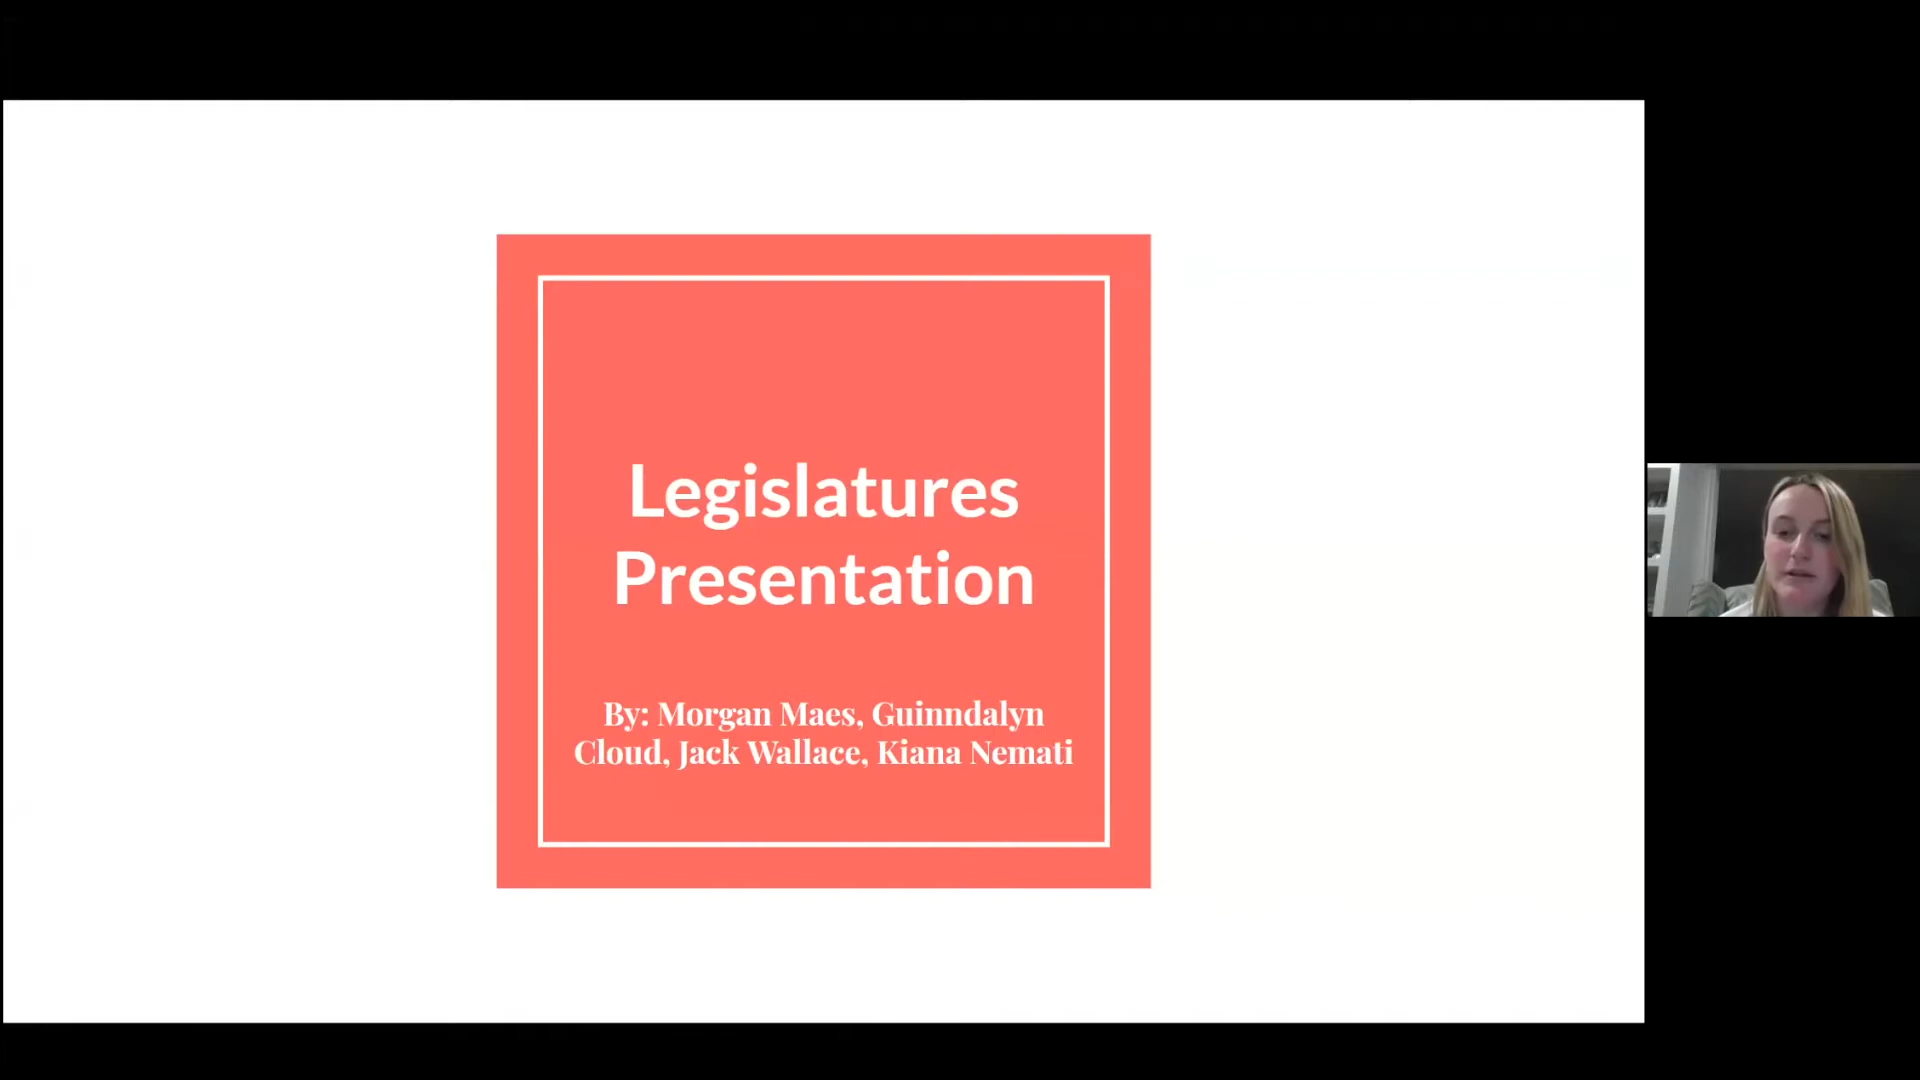 Legislatures
Presentation
By: Morgan Maes, Guinndalyn
Cloud, Jack Wallace, Kiana Nemati